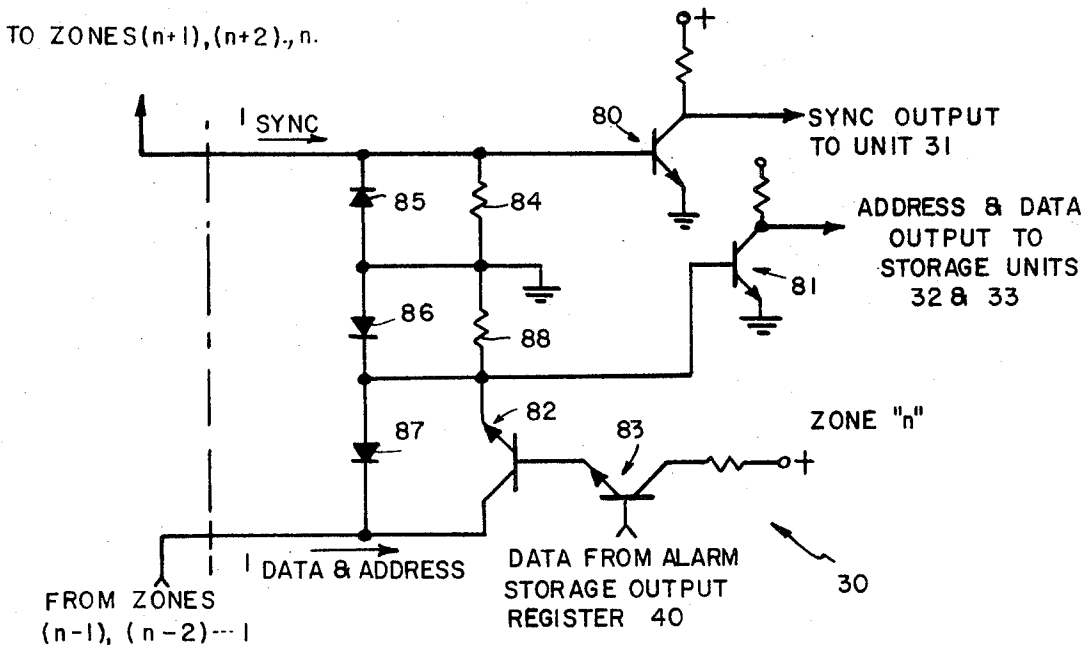 TO ZONES(n+1),(n+2).,n.
+
I SYNC
80
SYNC OUTPUT
TO UNIT 31
85
84
ADDRESS & DATA
OUTPUT TO
STORAGE UNITS
32 & 33
81
86
88
82
87
83
ZONE "n"
+
I DATA & ADDRESS
DATA FROM ALARM
STORAGE OUTPUT
REGISTER 40
30
FROM ZONES
(n-1), (n-2)---1